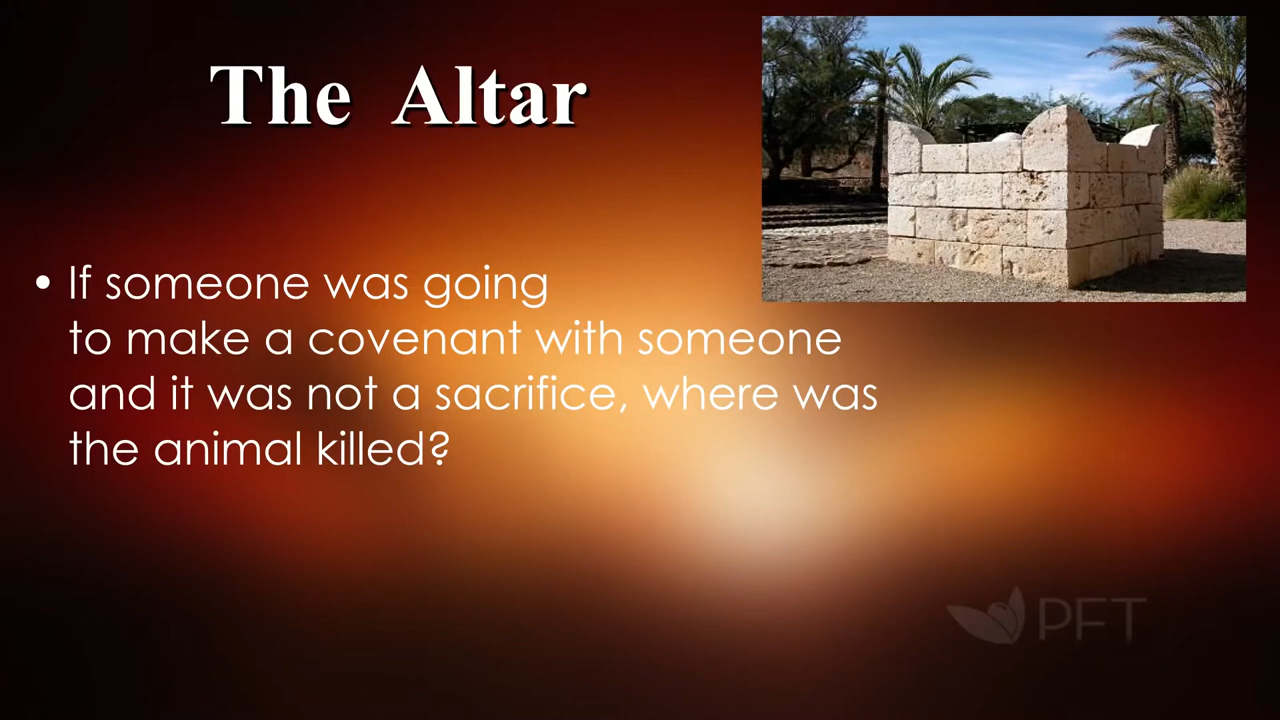 The Altar
• If someone was going
to make a covenant with someone
and it was not a sacrifice, where was
the animal killed?
PFT